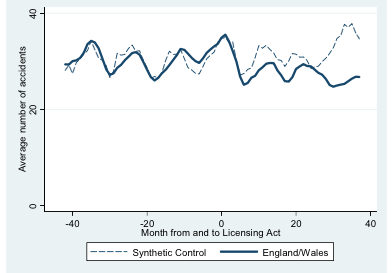 Average number of accidents
40
20
0
-40 -20 0 20 40
Month from and to Licensing Act
Synthetic Control England/Wales